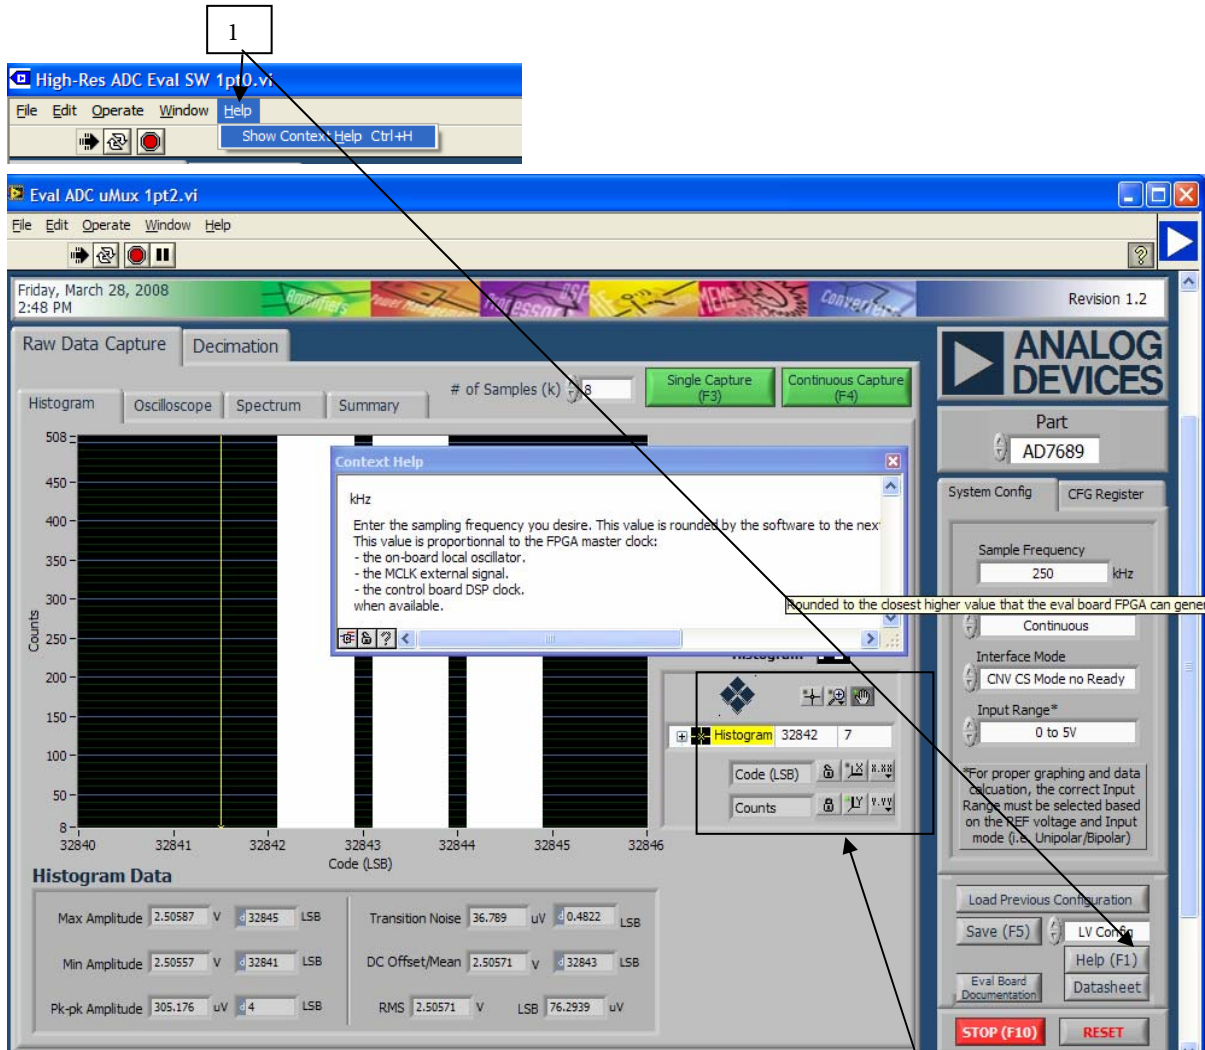 1
High-Res ADC Eval SW 1pt0.vi
File Edit Operate Window Help
Show Context Help Ctrl+H
Eval ADC uMux 1pt2.vi
File Edit Operate Window Help
Friday, March 28, 2008
2:48 PM
Amplifiers Power Management Processors DSP MEMS Converters
Revision 1.2
ANALOG
DEVICES
Raw Data Capture Decimation
# of Samples (k) 8
Single Capture
(F3)
Continuous Capture
(F4)
Histogram Oscilloscope Spectrum Summary
Part
AD7689
System Config CFG Register
Sample Frequency
250 kHz
Continuous
Interface Mode
CNV CS Mode no Ready
Input Range*
0 to 5V
*For proper graphing and data
calcuation, the correct Input
Range must be selected based
on the REF voltage and Input
mode (i.e. Unipolar/Bipolar)
Context Help
kHz
Enter the sampling frequency you desire. This value is rounded by the software to the nex
This value is proportionnal to the FPGA master clock:
- the on-board local oscillator.
- the MCLK external signal.
- the control board DSP clock.
when available.
Rounded to the closest higher value that the eval board FPGA can gener
508
450
400
350
300
250
200
150
100
50
8
Counts
32840 32841 32842 32843 32844 32845 32846
Code (LSB)
Histogram
Histogram 32842 7
Code (LSB) X X.XX
Counts Y Y.YY
Histogram Data
Max Amplitude 2.50587 V d 32845 LSB
Transition Noise 36.789 uV d 0.4822 LSB
Min Amplitude 2.50557 V d 32841 LSB
DC Offset/Mean 2.50571 V d 32843 LSB
Pk-pk Amplitude 305.176 uV d 4 LSB
RMS 2.50571 V LSB 76.2939 uV
Load Previous Configuration
Save (F5) LV Config
Help (F1)
Eval Board
Documentation
Datasheet
STOP (F10) RESET